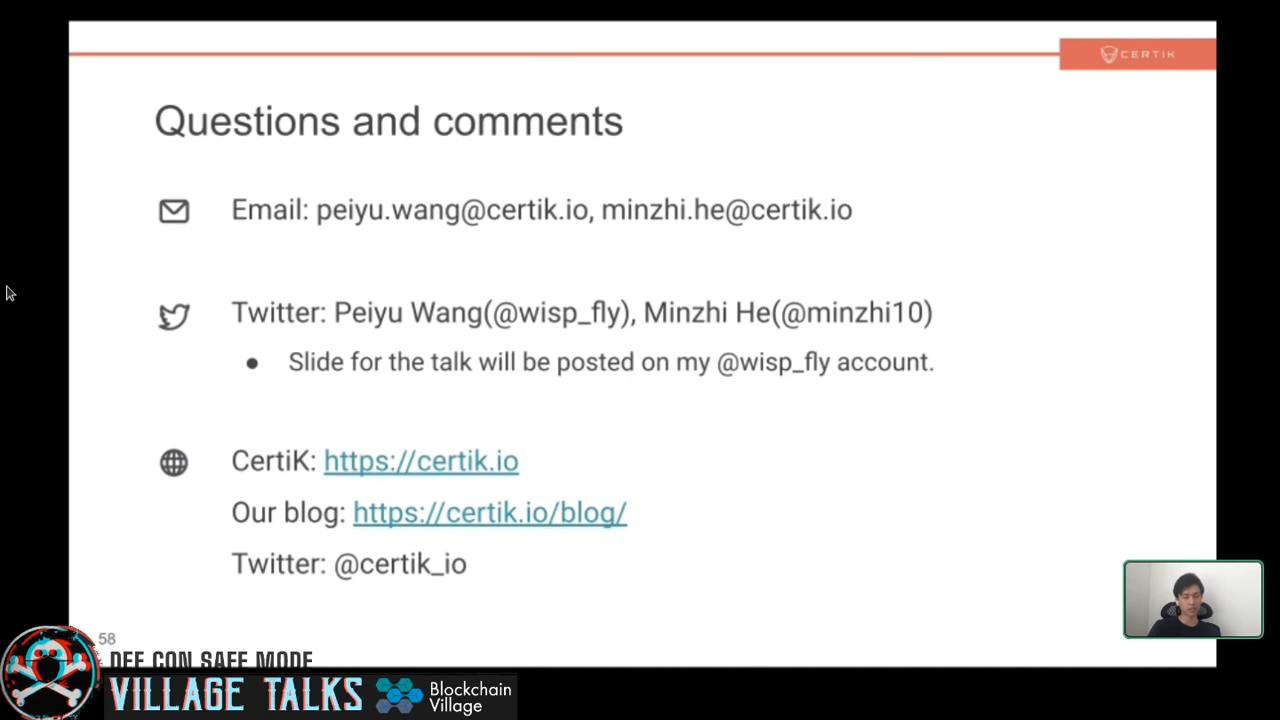 CERTIK
Questions and comments
Email: peiyu.wang@certik.io, minzhi.he@certik.io
Twitter: Peiyu Wang(@wisp_fly), Minzhi He(@minzhi10)
● Slide for the talk will be posted on my @wisp_fly account.
CertiK: https://certik.io
Our blog: https://certik.io/blog/
Twitter: @certik_io
58
DEF CON SAFE MODE
VILLAGE TALKS
Blockchain
Village